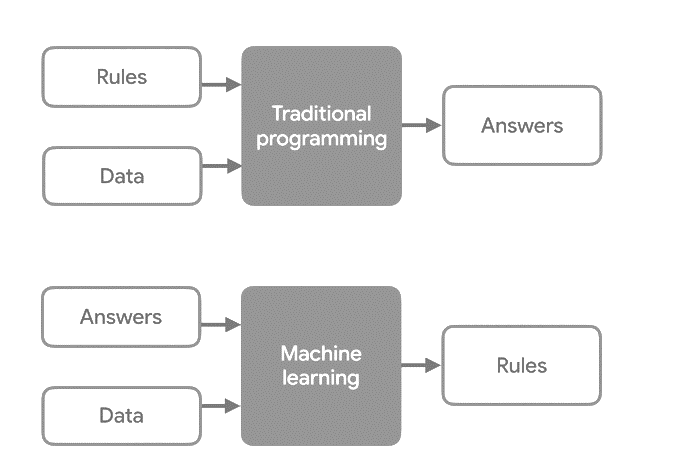 Rules
Data
Traditional
programming
Answers
Answers
Data
Machine
learning
Rules